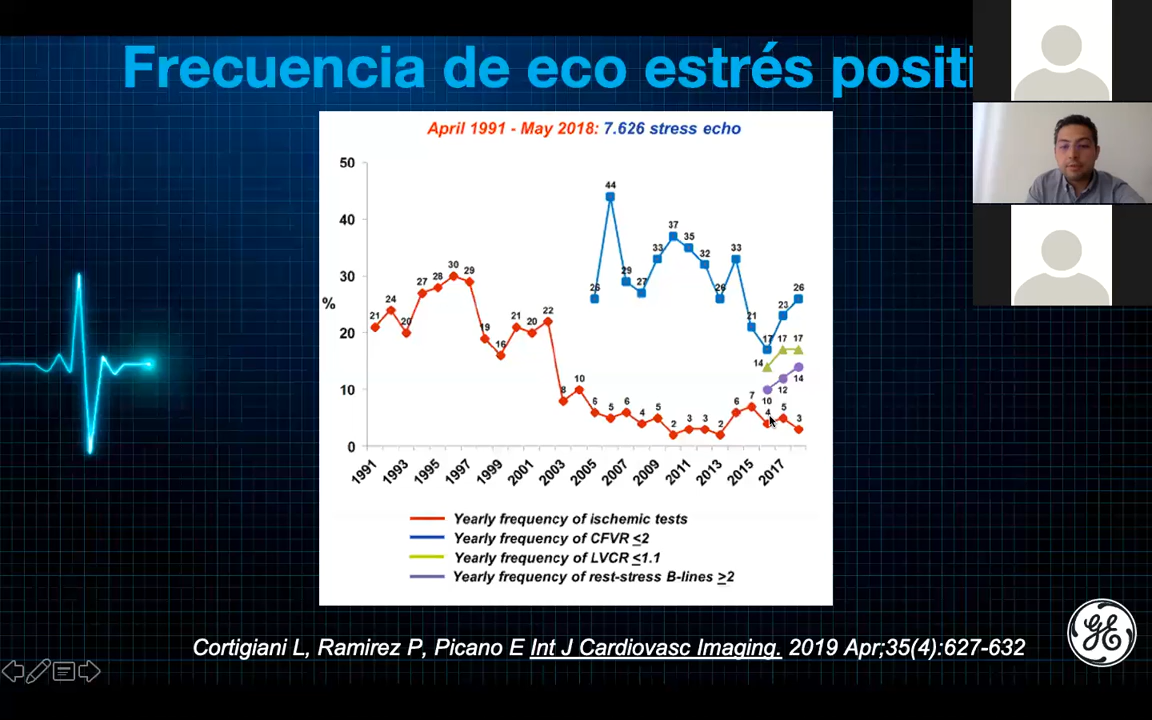 Frecuencia de eco estrés positi
April 1991 - May 2018: 7.626 stress echo
50
40
30
20
10
0
%
21 24 20 27 28 30 29 19 16 21 20 22 8 10 6 5 6 4 5 2 3 3 2 6 7 4 5 3
26 44 29 27 33 37 35 32 26 33 21 17 23 26
14 17 17
10 12 14
1991 1993 1995 1997 1999 2001 2003 2005 2007 2009 2011 2013 2015 2017
Yearly frequency of ischemic tests
Yearly frequency of CFVR ≤2
Yearly frequency of LVCR ≤1.1
Yearly frequency of rest-stress B-lines ≥2
Cortigiani L, Ramirez P, Picano E Int J Cardiovasc Imaging. 2019 Apr;35(4):627-632
GE